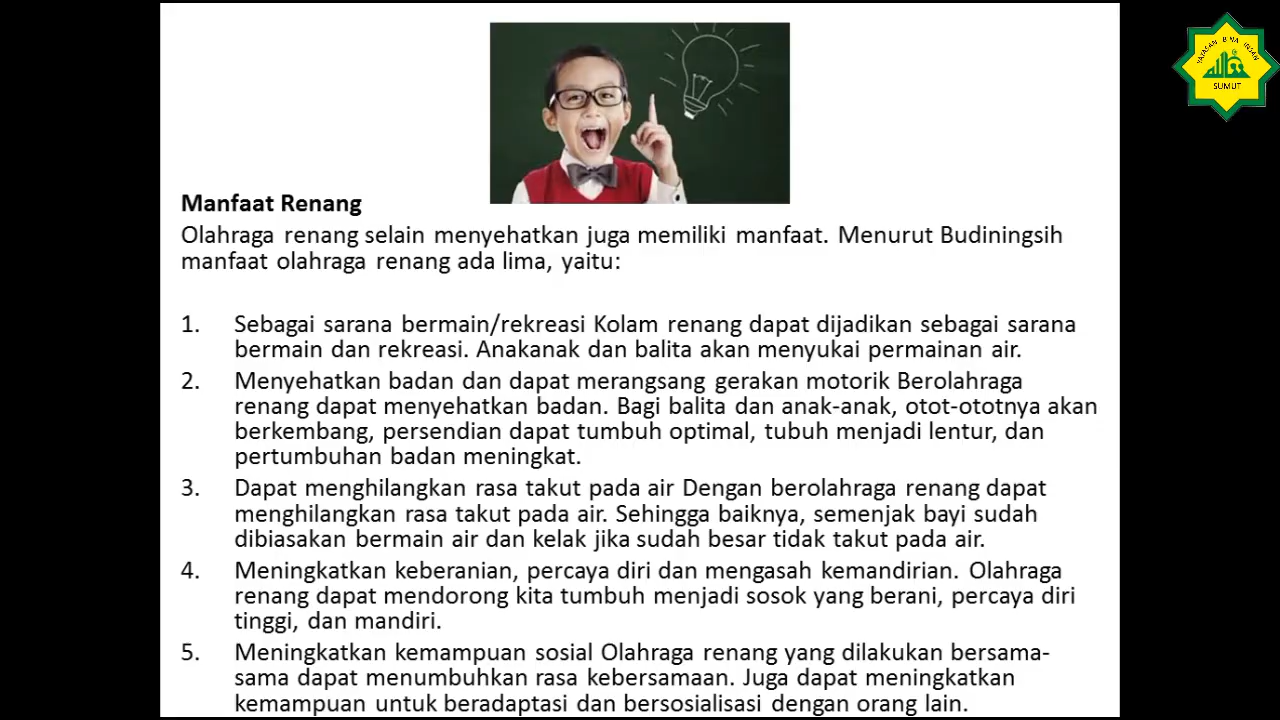 YAYASAN BINA INSAN
SUMUT
Manfaat Renang
Olahraga renang selain menyehatkan juga memiliki manfaat. Menurut Budiningsih
manfaat olahraga renang ada lima, yaitu:
1. Sebagai sarana bermain/rekreasi Kolam renang dapat dijadikan sebagai sarana
bermain dan rekreasi. Anakanak dan balita akan menyukai permainan air.
2. Menyehatkan badan dan dapat merangsang gerakan motorik Berolahraga
renang dapat menyehatkan badan. Bagi balita dan anak-anak, otot-ototnya akan
berkembang, persendian dapat tumbuh optimal, tubuh menjadi lentur, dan
pertumbuhan badan meningkat.
3. Dapat menghilangkan rasa takut pada air Dengan berolahraga renang dapat
menghilangkan rasa takut pada air. Sehingga baiknya, semenjak bayi sudah
dibiasakan bermain air dan kelak jika sudah besar tidak takut pada air.
4. Meningkatkan keberanian, percaya diri dan mengasah kemandirian. Olahraga
renang dapat mendorong kita tumbuh menjadi sosok yang berani, percaya diri
tinggi, dan mandiri.
5. Meningkatkan kemampuan sosial Olahraga renang yang dilakukan bersama-
sama dapat menumbuhkan rasa kebersamaan. Juga dapat meningkatkan
kemampuan untuk beradaptasi dan bersosialisasi dengan orang lain.